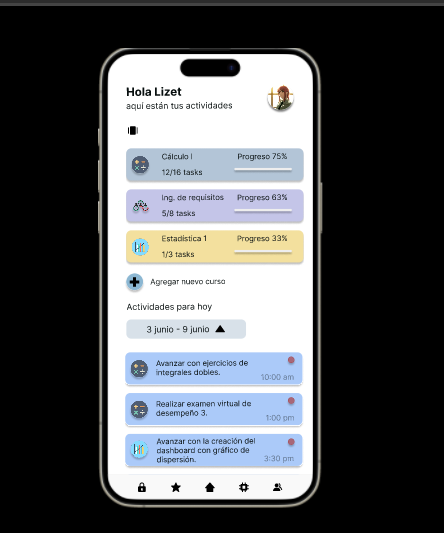 Hola Lizet
aquí están tus actividades
Cálculo I
Progreso 75%
12/16 tasks
Ing. de requisitos
Progreso 63%
5/8 tasks
Estadística 1
Progreso 33%
1/3 tasks
Agregar nuevo curso
Actividades para hoy
3 junio - 9 junio
Avanzar con ejercicios de
integrales dobles.
10:00 am
Realizar examen virtual de
desempeño 3.
1:00 pm
Avanzar con la creación del
dashboard con gráfico de
dispersión.
3:30 pm